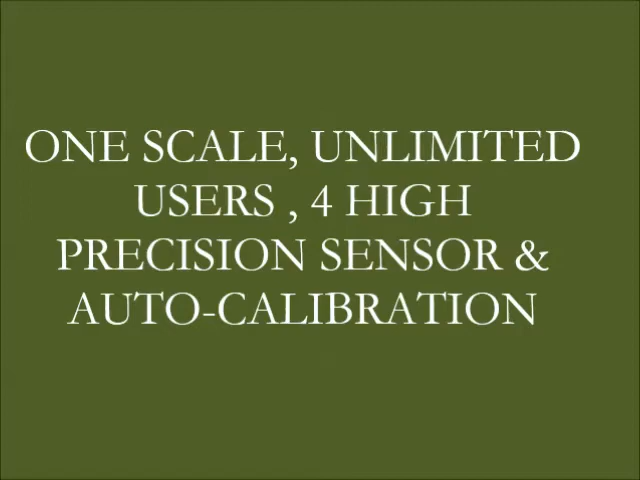 ONE SCALE, UNLIMITED
USERS , 4 HIGH
PRECISION SENSOR &
AUTO-CALIBRATION